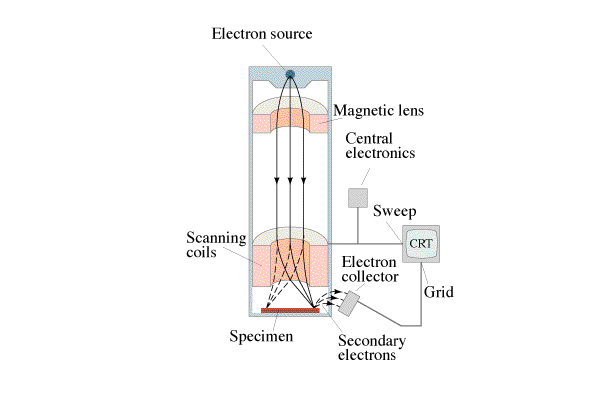 Electron source
Magnetic lens
Central
electronics
Sweep
Scanning
coils
CRT
Electron
collector
Grid
Specimen
Secondary
electrons